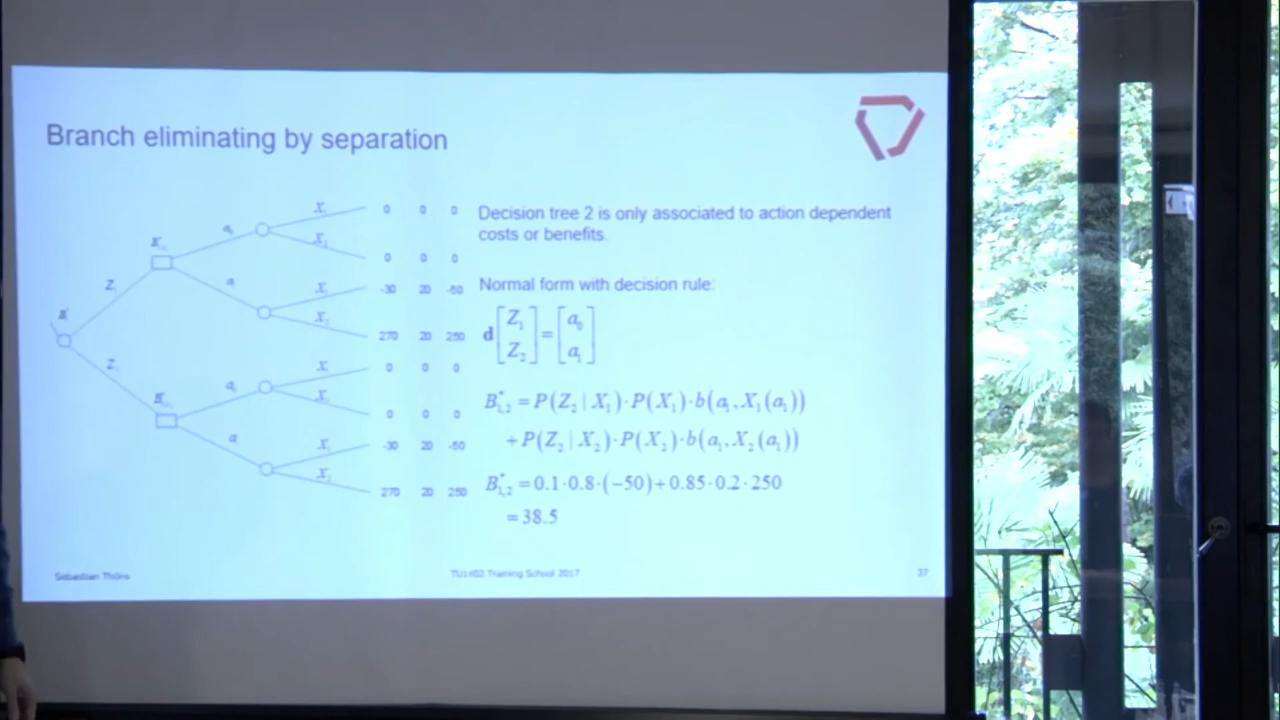 Branch eliminating by separation
X 0 0 0
X 0 0 0
X -30 20 -50
X 270 20 250
Z
Z
X 0 0 0
X 0 0 0
a X -30 20 -50
X 270 20 250
Decision tree 2 is only associated to action dependent
costs or benefits.
Normal form with decision rule:
d[Z₁ Z₂] = [a₀ a₁]
B*₁,₂ = P(Z₂ | X₁)·P(X₁)·b(a₁,X₁(a₁))
+ P(Z₂ | X₂)·P(X₂)·b(a₁,X₂(a₁))
B*₁,₂ = 0.1·0.8·(−50)+0.85·0.2·250
= 38.5
Sebastian Thöns
TU1402 Training School 2017
37